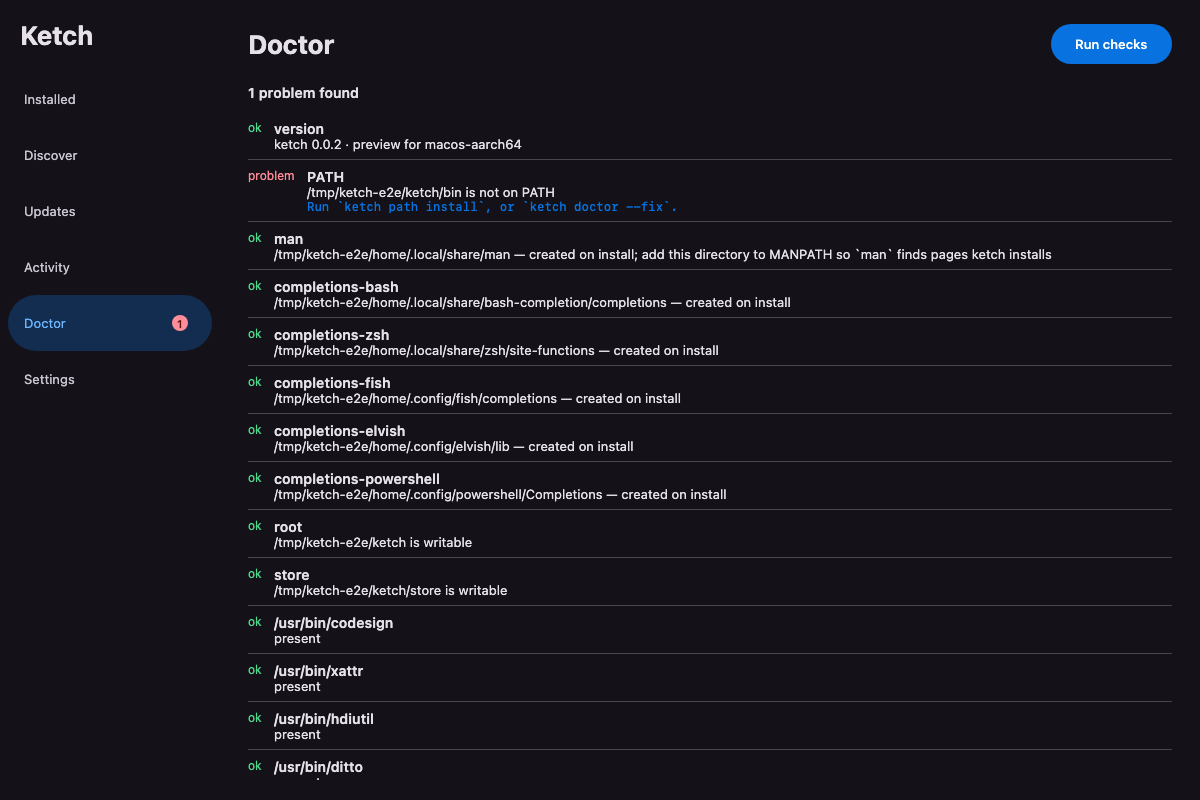 Ketch
Installed
Discover
Updates
Activity
Doctor
1
Settings
Doctor
Run checks
1 problem found
ok version
ketch 0.0.2 · preview for macos-aarch64
problem PATH
/tmp/ketch-e2e/ketch/bin is not on PATH
Run `ketch path install`, or `ketch doctor --fix`.
ok man
/tmp/ketch-e2e/home/.local/share/man — created on install; add this directory to MANPATH so `man` finds pages ketch installs
ok completions-bash
/tmp/ketch-e2e/home/.local/share/bash-completion/completions — created on install
ok completions-zsh
/tmp/ketch-e2e/home/.local/share/zsh/site-functions — created on install
ok completions-fish
/tmp/ketch-e2e/home/.config/fish/completions — created on install
ok completions-elvish
/tmp/ketch-e2e/home/.config/elvish/lib — created on install
ok completions-powershell
/tmp/ketch-e2e/home/.config/powershell/Completions — created on install
ok root
/tmp/ketch-e2e/ketch is writable
ok store
/tmp/ketch-e2e/ketch/store is writable
ok /usr/bin/codesign
present
ok /usr/bin/xattr
present
ok /usr/bin/hdiutil
present
ok /usr/bin/ditto